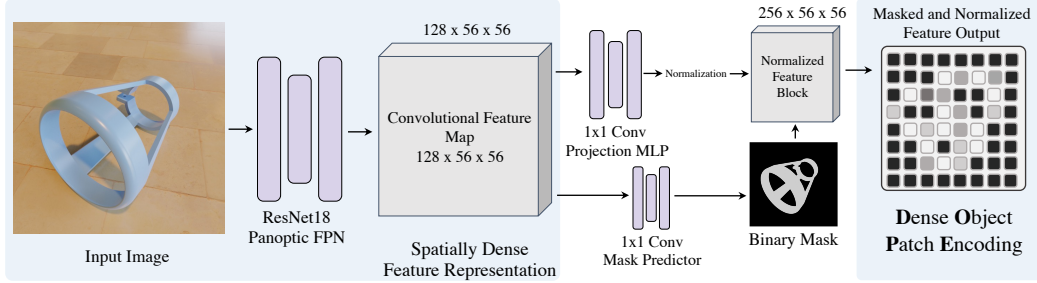 128 x 56 x 56
256 x 56 x 56
Masked and Normalized
Feature Output
Convolutional Feature
Map
128 x 56 x 56
Normalization
Normalized
Feature
Block
1x1 Conv
Projection MLP
ResNet18
Panoptic FPN
Input Image
Spatially Dense
Feature Representation
1x1 Conv
Mask Predictor
Binary Mask
Dense Object
Patch Encoding